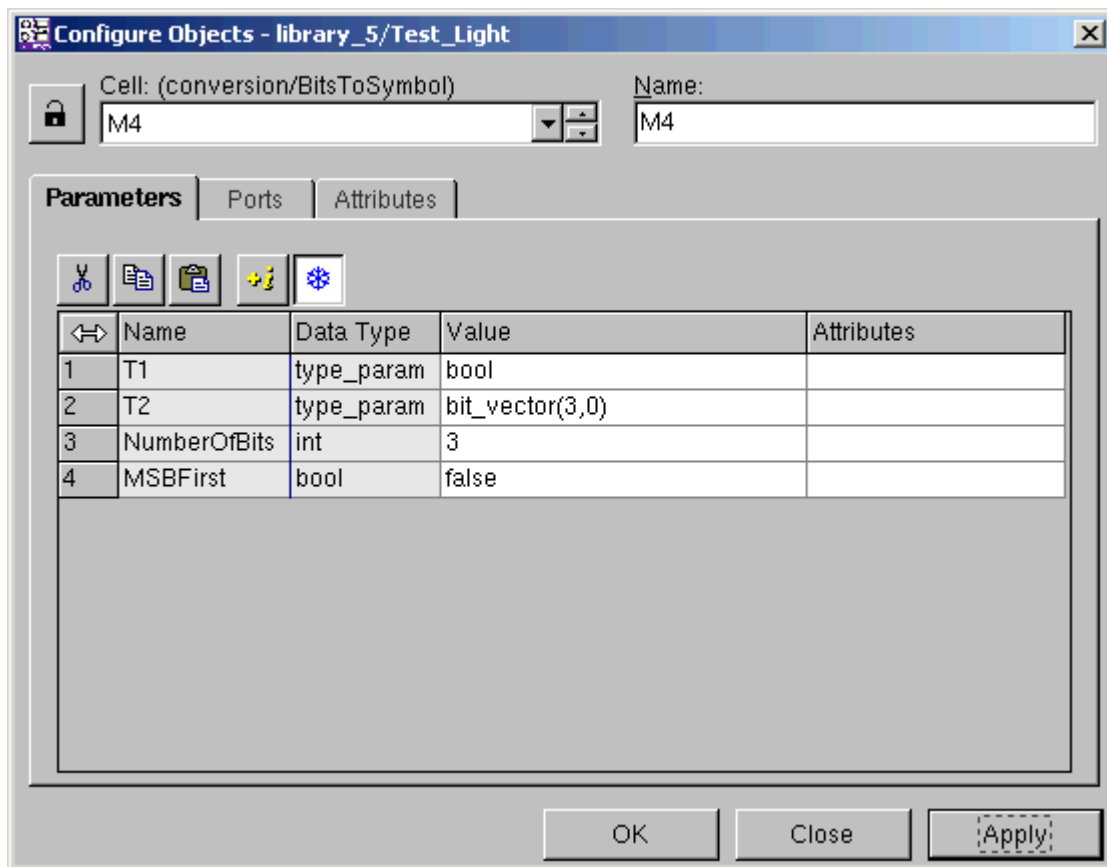 Configure Objects - library_5/Test_Light
Cell: (conversion/BitsToSymbol) Name:
M4 M4
Parameters Ports Attributes
Name Data Type Value Attributes
1 T1 type_param bool
2 T2 type_param bit_vector(3,0)
3 NumberOfBits int 3
4 MSBFirst bool false
OK Close Apply